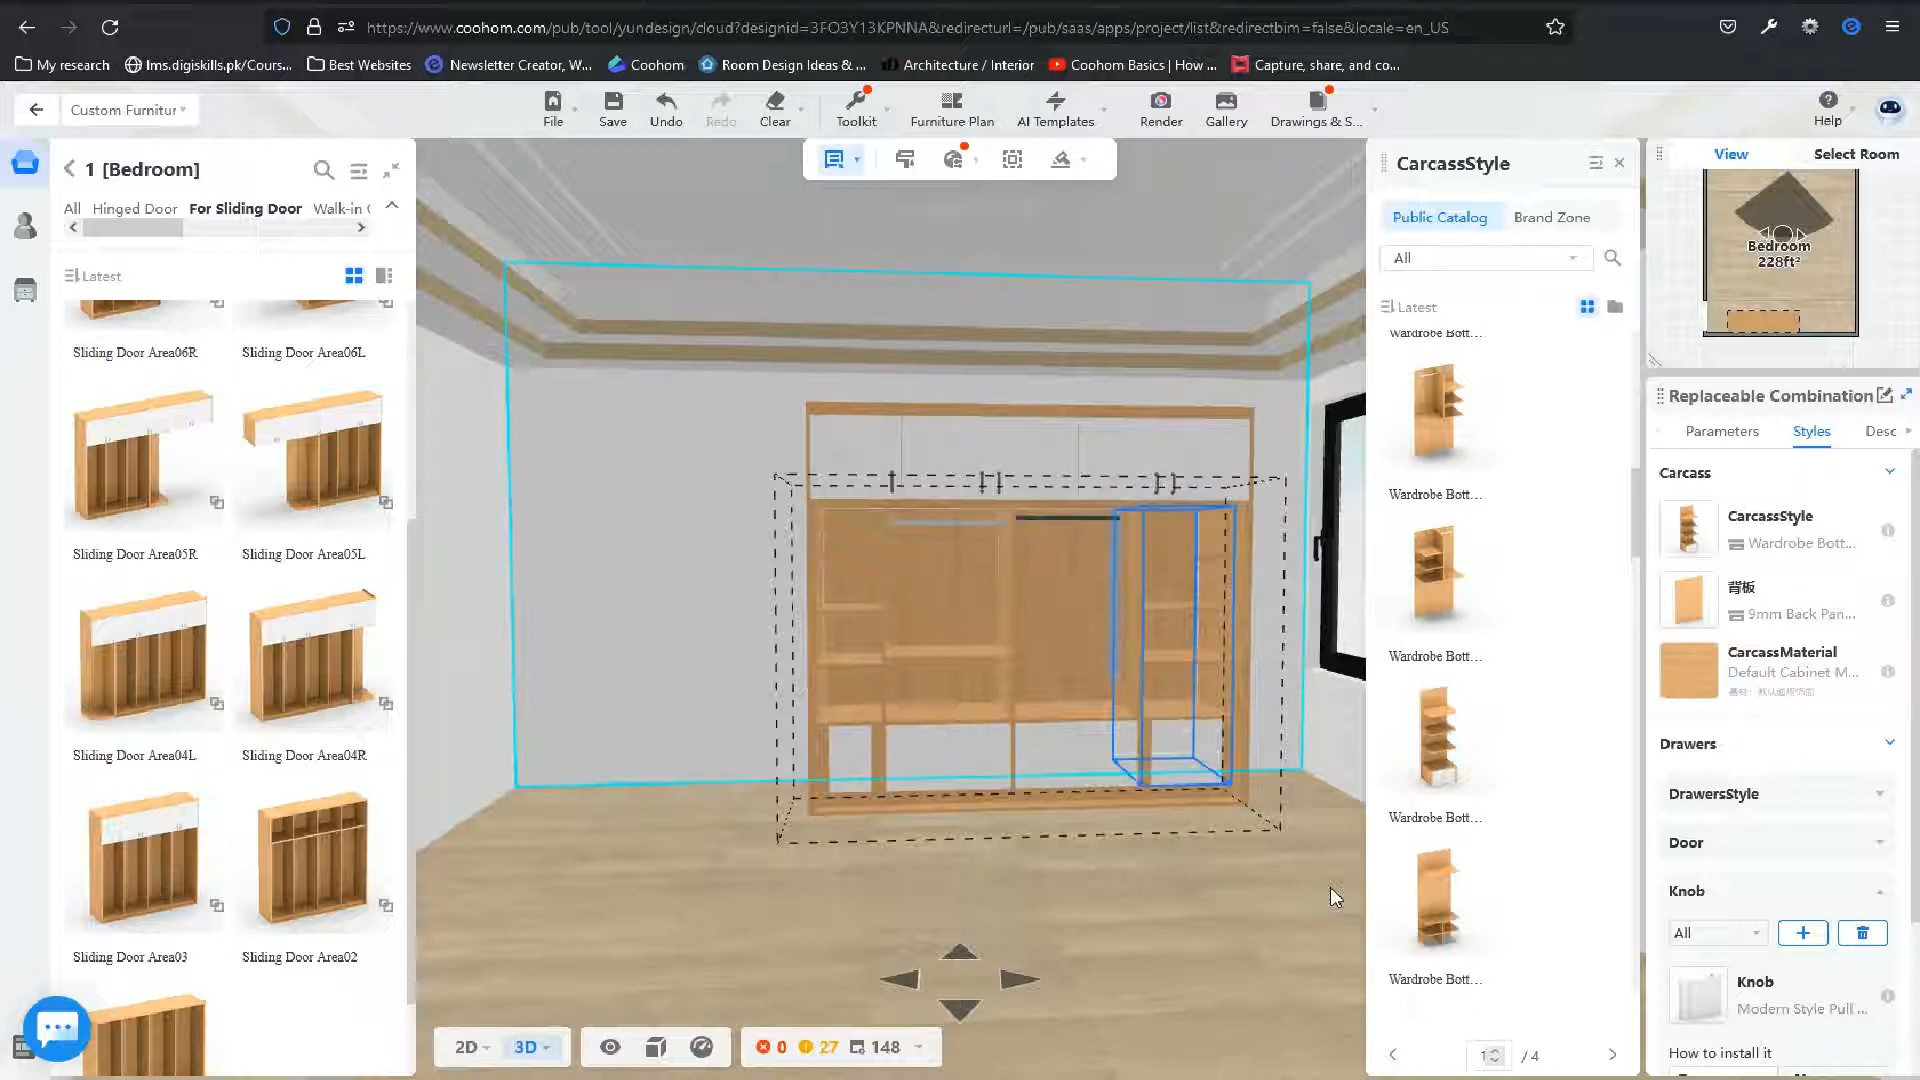 https://www.coohom.com/pub/tool/yundesign/cloud?designid=3FO3Y13KPNNA&redirecturl=/pub/saas/apps/project/list&redirectbim=false&locale=en_US
My research
lms.digiskills.pk/Cours...
Best Websites
Newsletter Creator, W...
Coohom
Room Design Ideas & ...
Architecture / Interior
Coohom Basics | How ...
Capture, share, and co...
Custom Furnitur
File
Save
Undo
Redo
Clear
Toolkit
Furniture Plan
AI Templates
Render
Gallery
Drawings & S...
Help
1 [Bedroom]
All
Hinged Door
For Sliding Door
Walk-in C
Latest
Sliding Door Area06R
Sliding Door Area06L
Sliding Door Area05R
Sliding Door Area05L
Sliding Door Area04L
Sliding Door Area04R
Sliding Door Area03
Sliding Door Area02
2D
3D
0
27
148
CarcassStyle
Public Catalog
Brand Zone
All
Latest
Wardrobe Bott...
Wardrobe Bott...
Wardrobe Bott...
Wardrobe Bott...
Wardrobe Bott...
1
/ 4
View
Select Room
Bedroom
228ft²
Replaceable Combination
Parameters
Styles
Desc
Carcass
CarcassStyle
Wardrobe Bott...
背板
9mm Back Pan...
CarcassMaterial
Default Cabinet M...
Drawers
DrawersStyle
Door
Knob
All
Knob
Modern Style Pull ...
How to install it